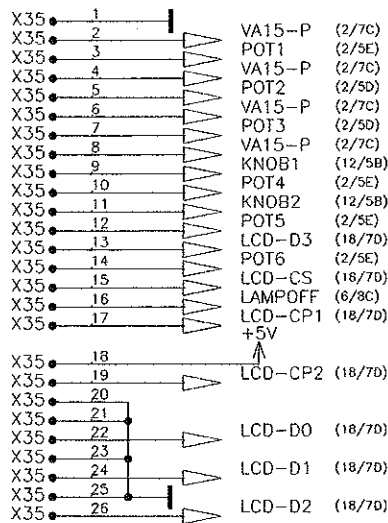 X35 1
X35 2 VA15-P (2/7C)
X35 3 POT1 (2/5E)
X35 4 VA15-P (2/7C)
X35 5 POT2 (2/5D)
X35 6 VA15-P (2/7C)
X35 7 POT3 (2/5D)
X35 8 VA15-P (2/7C)
X35 9 KNOB1 (12/5B)
X35 10 POT4 (2/5E)
X35 11 KNOB2 (12/5B)
X35 12 POT5 (2/5E)
X35 13 LCD-D3 (18/7D)
X35 14 POT6 (2/5E)
X35 15 LCD-CS (18/7D)
X35 16 LAMPOFF (6/8C)
X35 17 LCD-CP1 (18/7D)
+5V
X35 18
X35 19 LCD-CP2 (18/7D)
X35 20
X35 21
X35 22 LCD-D0 (18/7D)
X35 23
X35 24 LCD-D1 (18/7D)
X35 25
X35 26 LCD-D2 (18/7D)